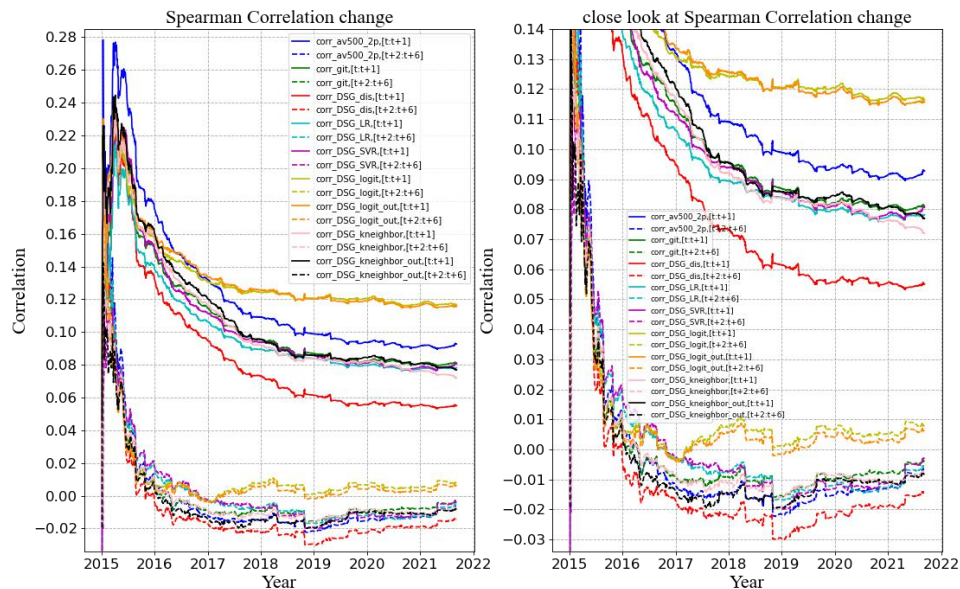 Spearman Correlation change
0.28
0.26
0.24
0.22
0.20
0.18
0.16
0.14
0.12
0.10
0.08
0.06
0.04
0.02
0.00
−0.02
Correlation
corr_av500_2p,[t:t+1]
corr_av500_2p,[t+2:t+6]
corr_git,[t:t+1]
corr_git,[t+2:t+6]
corr_DSG_dis,[t:t+1]
corr_DSG_dis,[t+2:t+6]
corr_DSG_LR,[t:t+1]
corr_DSG_LR,[t+2:t+6]
corr_DSG_SVR,[t:t+1]
corr_DSG_SVR,[t+2:t+6]
corr_DSG_logit,[t:t+1]
corr_DSG_logit,[t+2:t+6]
corr_DSG_logit_out,[t:t+1]
corr_DSG_logit_out,[t+2:t+6]
corr_DSG_kneighbor,[t:t+1]
corr_DSG_kneighbor,[t+2:t+6]
corr_DSG_kneighbor_out,[t:t+1]
corr_DSG_kneighbor_out,[t+2:t+6]
2015 2016 2017 2018 2019 2020 2021 2022
Year
close look at Spearman Correlation change
0.14
0.13
0.12
0.11
0.10
0.09
0.08
0.07
0.06
0.05
0.04
0.03
0.02
0.01
0.00
−0.01
−0.02
−0.03
Correlation
corr_av500_2p,[t:t+1]
corr_av500_2p,[t+2:t+6]
corr_git,[t:t+1]
corr_git,[t+2:t+6]
corr_DSG_dis,[t:t+1]
corr_DSG_dis,[t+2:t+6]
corr_DSG_LR,[t:t+1]
corr_DSG_LR,[t+2:t+6]
corr_DSG_SVR,[t:t+1]
corr_DSG_SVR,[t+2:t+6]
corr_DSG_logit,[t:t+1]
corr_DSG_logit,[t+2:t+6]
corr_DSG_logit_out,[t:t+1]
corr_DSG_logit_out,[t+2:t+6]
corr_DSG_kneighbor,[t:t+1]
corr_DSG_kneighbor,[t+2:t+6]
corr_DSG_kneighbor_out,[t:t+1]
corr_DSG_kneighbor_out,[t+2:t+6]
2015 2016 2017 2018 2019 2020 2021 2022
Year